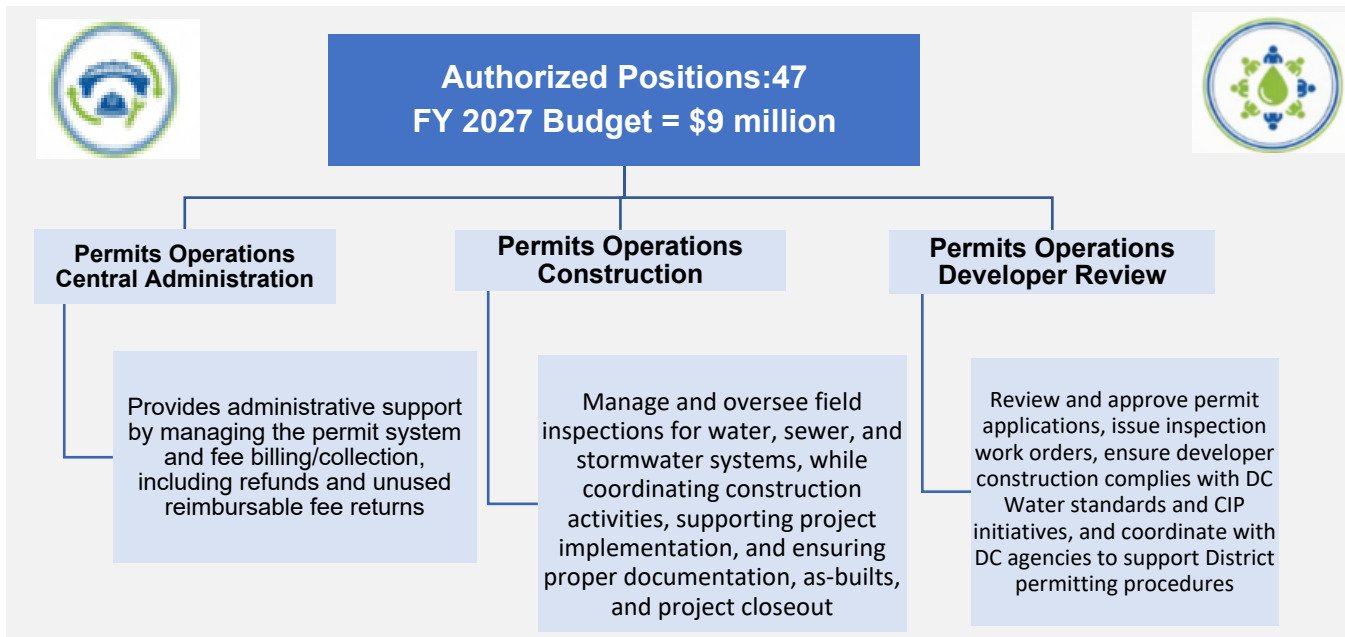 Authorized Positions:47
FY 2027 Budget = $9 million
Permits Operations
Central Administration
Provides administrative support
by managing the permit system
and fee billing/collection,
including refunds and unused
reimbursable fee returns
Permits Operations
Construction
Manage and oversee field
inspections for water, sewer, and
stormwater systems, while
coordinating construction
activities, supporting project
implementation, and ensuring
proper documentation, as-builts,
and project closeout
Permits Operations
Developer Review
Review and approve permit
applications, issue inspection
work orders, ensure developer
construction complies with DC
Water standards and CIP
initiatives, and coordinate with
DC agencies to support District
permitting procedures